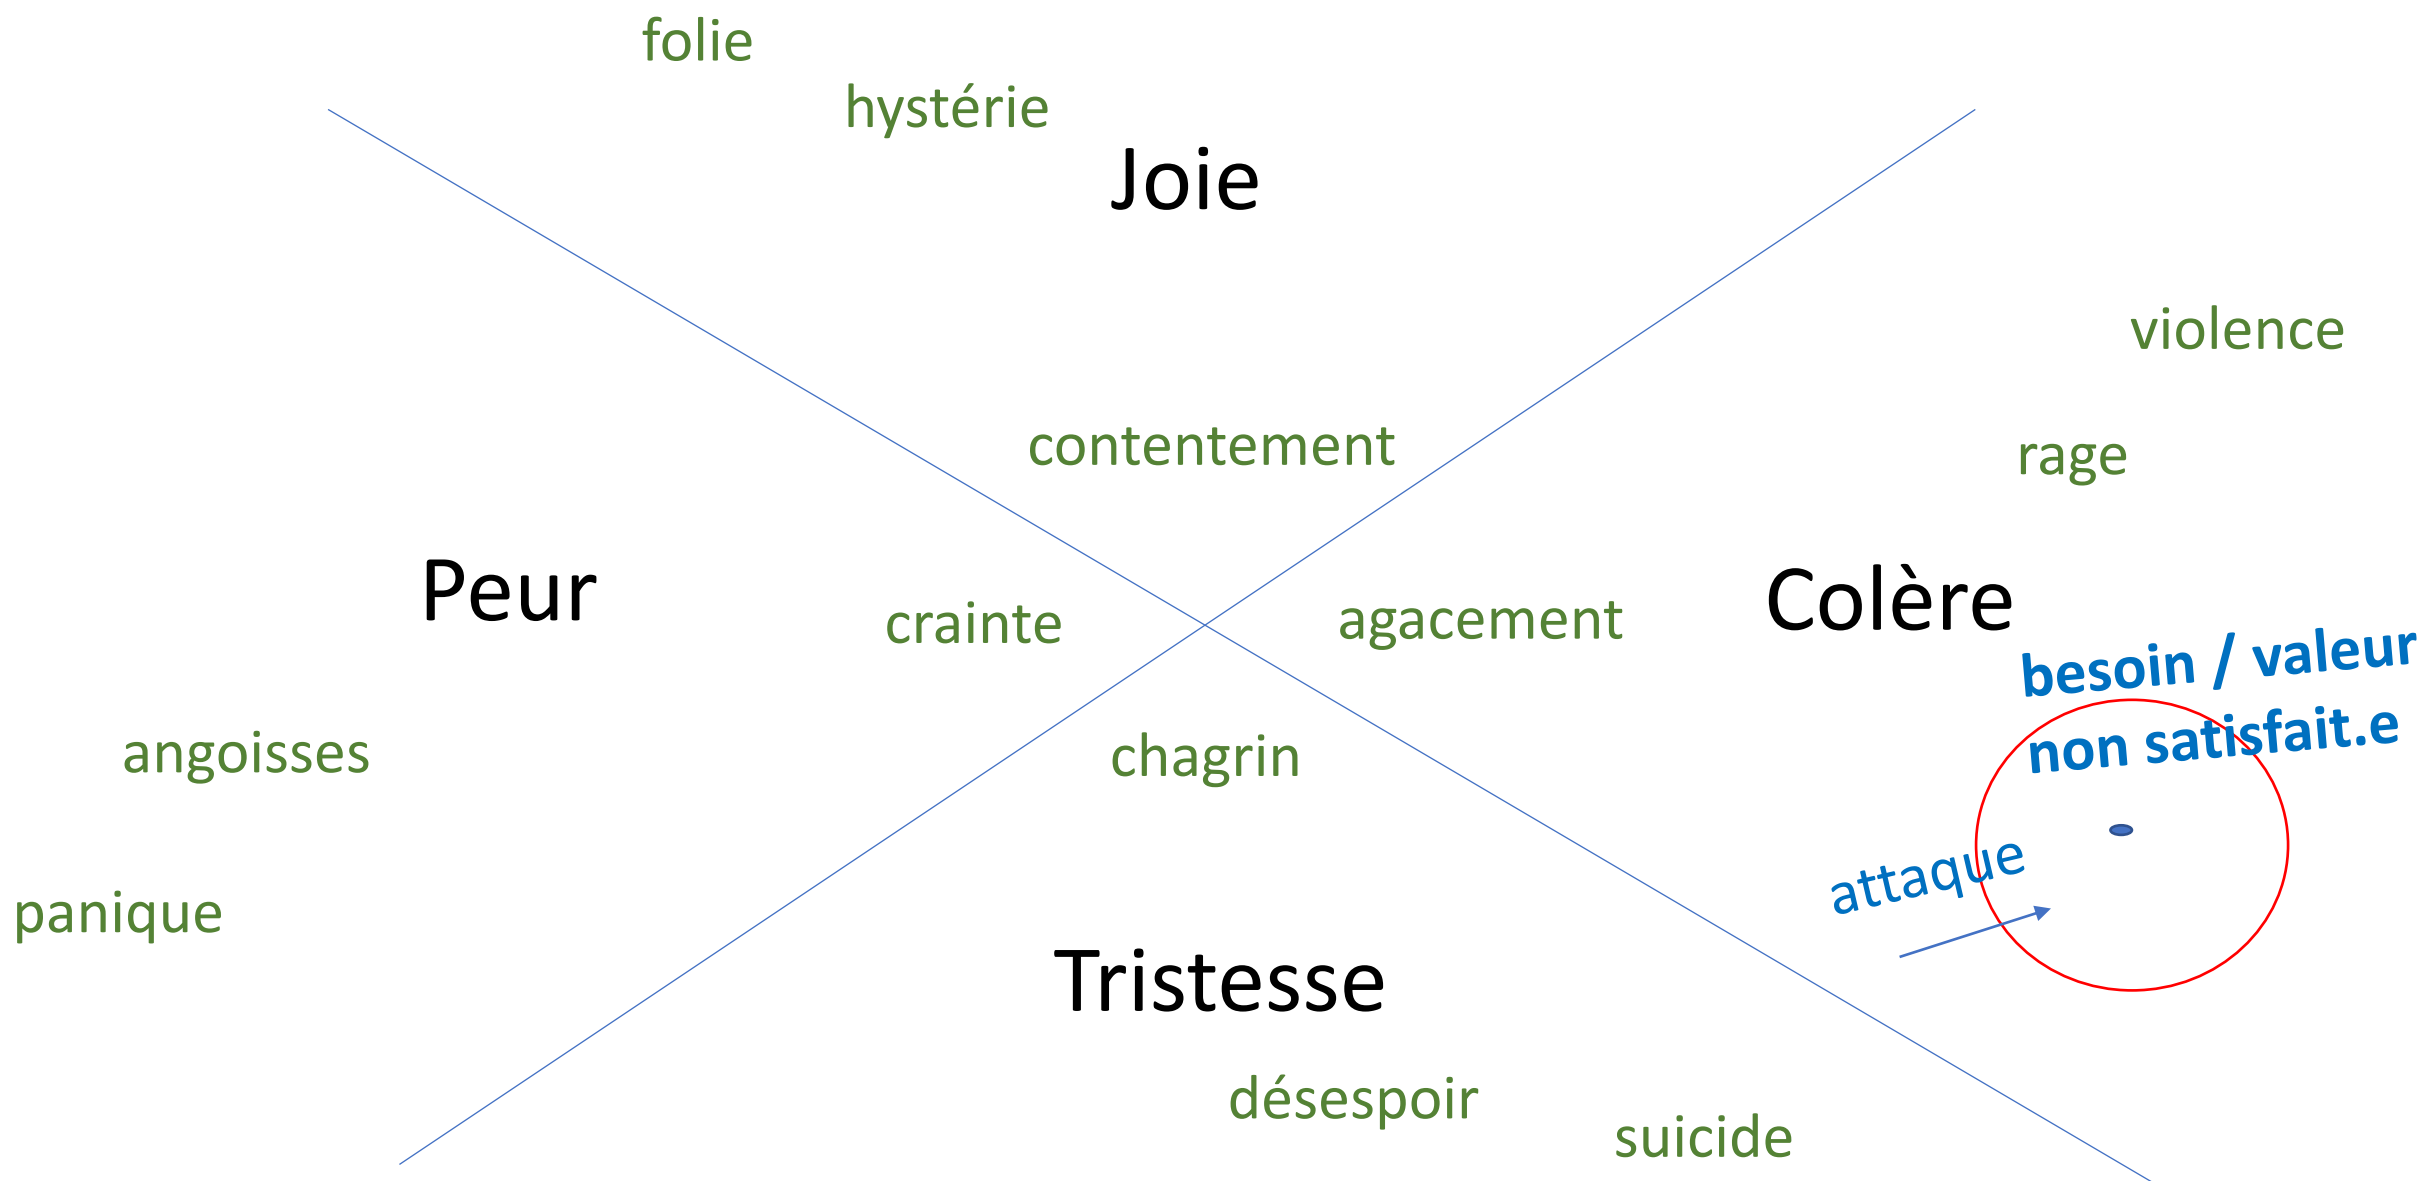 folie
hystérie
Joie
violence
contentement
rage
Peur
crainte
agacement
Colère
besoin / valeur
non satisfait.e
angoisses
chagrin
attaque
panique
Tristesse
désespoir
suicide